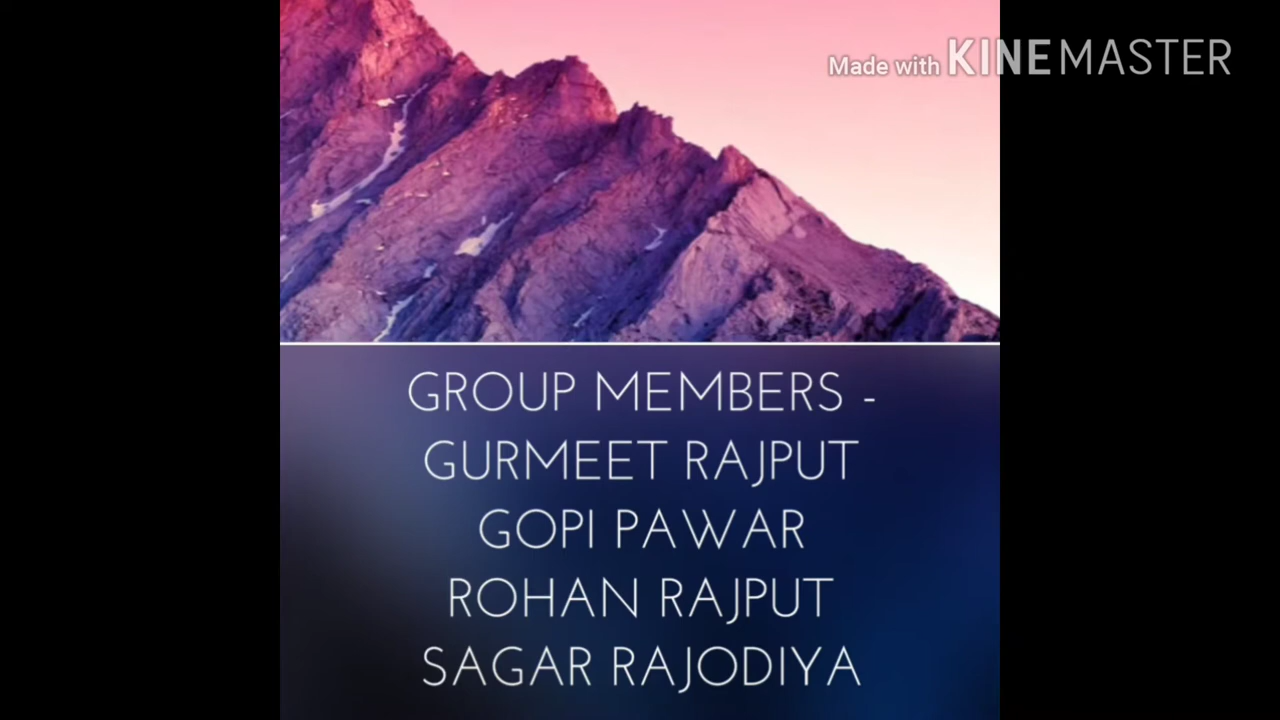 Made with KINEMASTER
GROUP MEMBERS -
GURMEET RAJPUT
GOPI PAWAR
ROHAN RAJPUT
SAGAR RAJODIYA